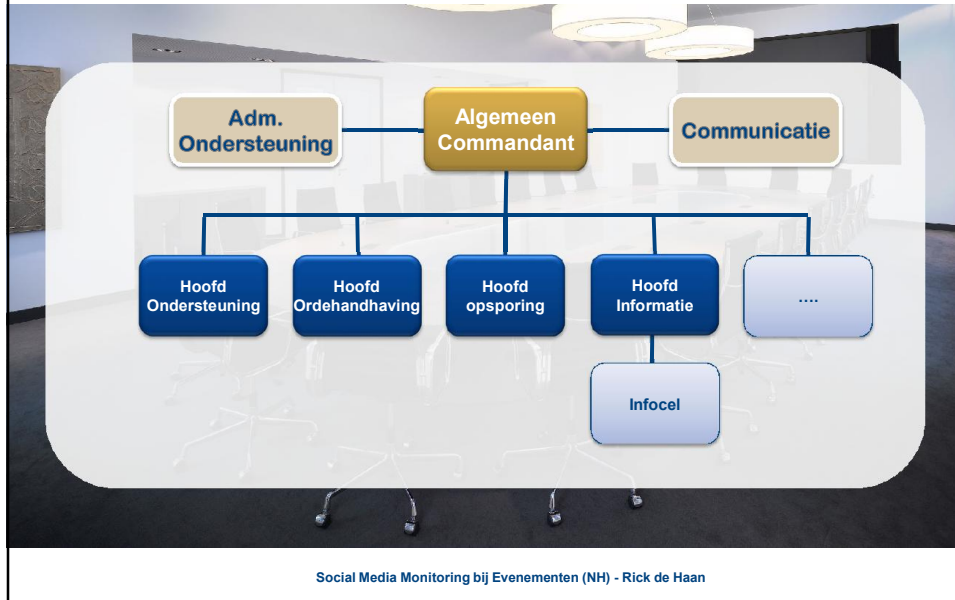 Adm.
Ondersteuning
Algemeen
Commandant
Communicatie
Hoofd
Ondersteuning
Hoofd
Ordehandhaving
Hoofd
opsporing
Hoofd
Informatie
....
Infocel
Social Media Monitoring bij Evenementen (NH) - Rick de Haan